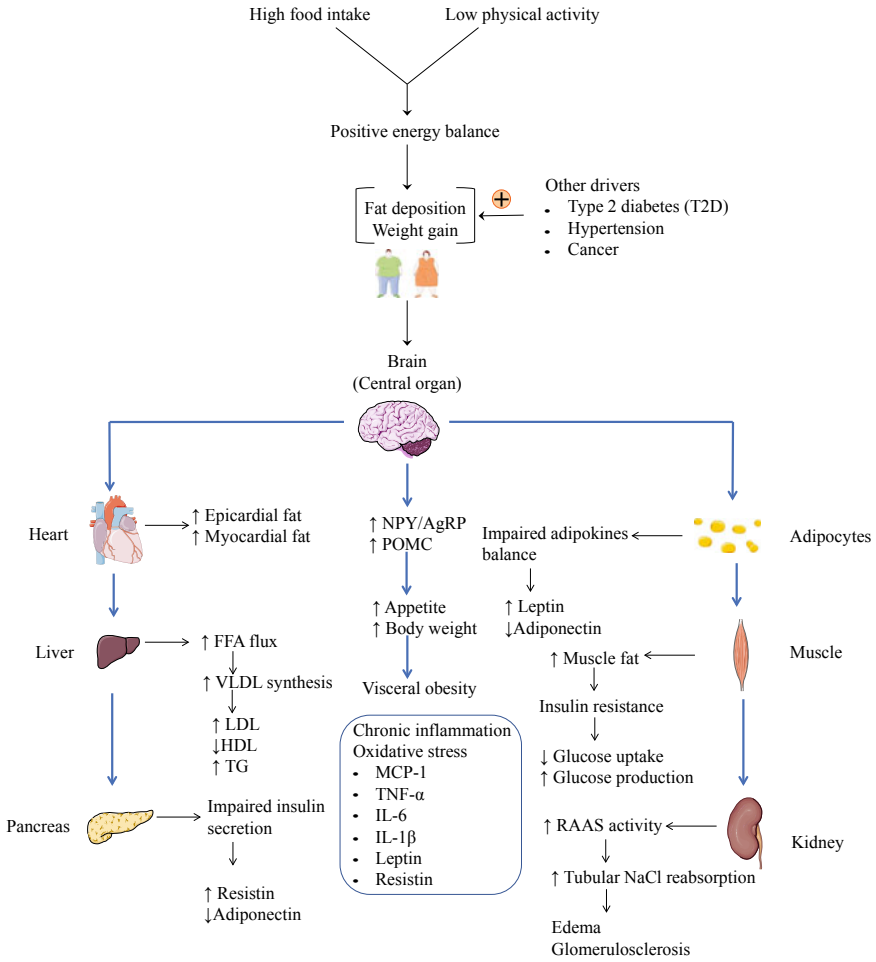 High food intake
Low physical activity
Positive energy balance
Fat deposition
Weight gain
Other drivers
• Type 2 diabetes (T2D)
• Hypertension
• Cancer
Brain
(Central organ)
Heart
↑ Epicardial fat
↑ Myocardial fat
Liver
↑ FFA flux
↑ VLDL synthesis
↑ LDL
↓HDL
↑ TG
Pancreas
Impaired insulin
secretion
↑ Resistin
↓Adiponectin
↑ NPY/AgRP
↑ POMC
↑ Appetite
↑ Body weight
Visceral obesity
Chronic inflammation
Oxidative stress
• MCP-1
• TNF-α
• IL-6
• IL-1β
• Leptin
• Resistin
Adipocytes
Impaired adipokines
balance
↑ Leptin
↓Adiponectin
Muscle
↑ Muscle fat
Insulin resistance
↓ Glucose uptake
↑ Glucose production
Kidney
↑ RAAS activity
↑ Tubular NaCl reabsorption
Edema
Glomerulosclerosis